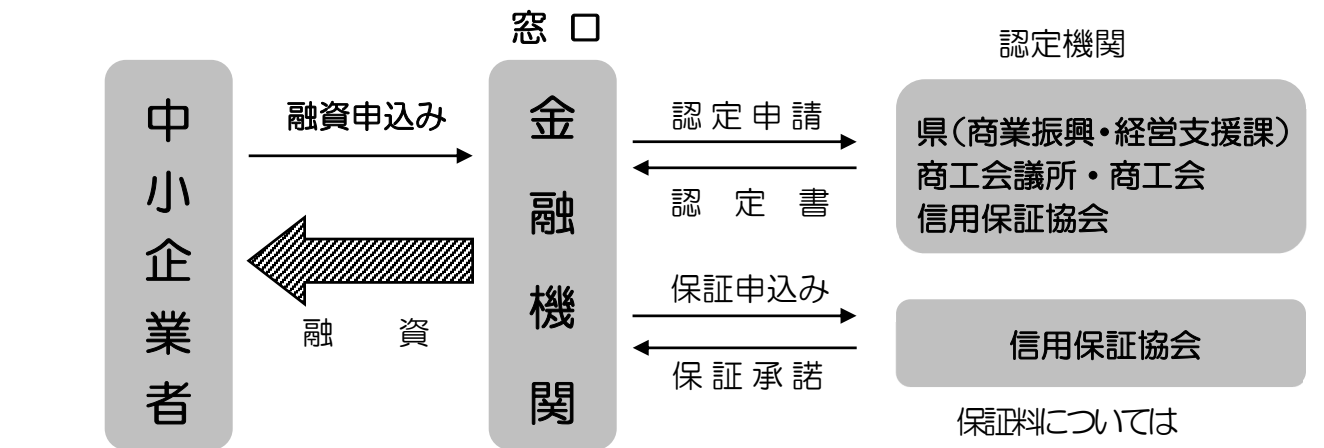 窓口
認定機関
中小企業者
融資申込み
融資
金融機関
認定申請
認定書
保証申込み
保証承諾
県(商業振興・経営支援課)
商工会議所・商工会
信用保証協会
信用保証協会
保証料については